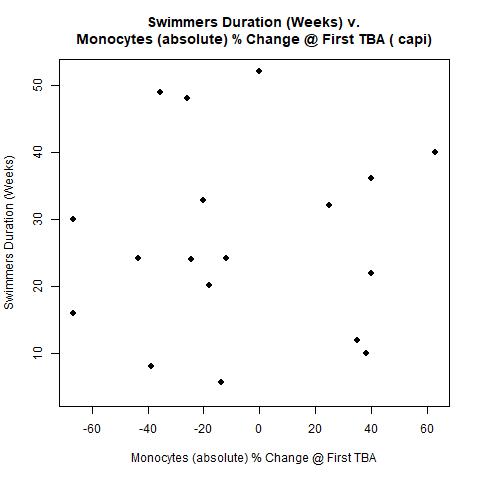 Swimmers Duration (Weeks) v.
Monocytes (absolute) % Change @ First TBA ( capi)
Swimmers Duration (Weeks)
50
40
30
20
10
-60 -40 -20 0 20 40 60
Monocytes (absolute) % Change @ First TBA